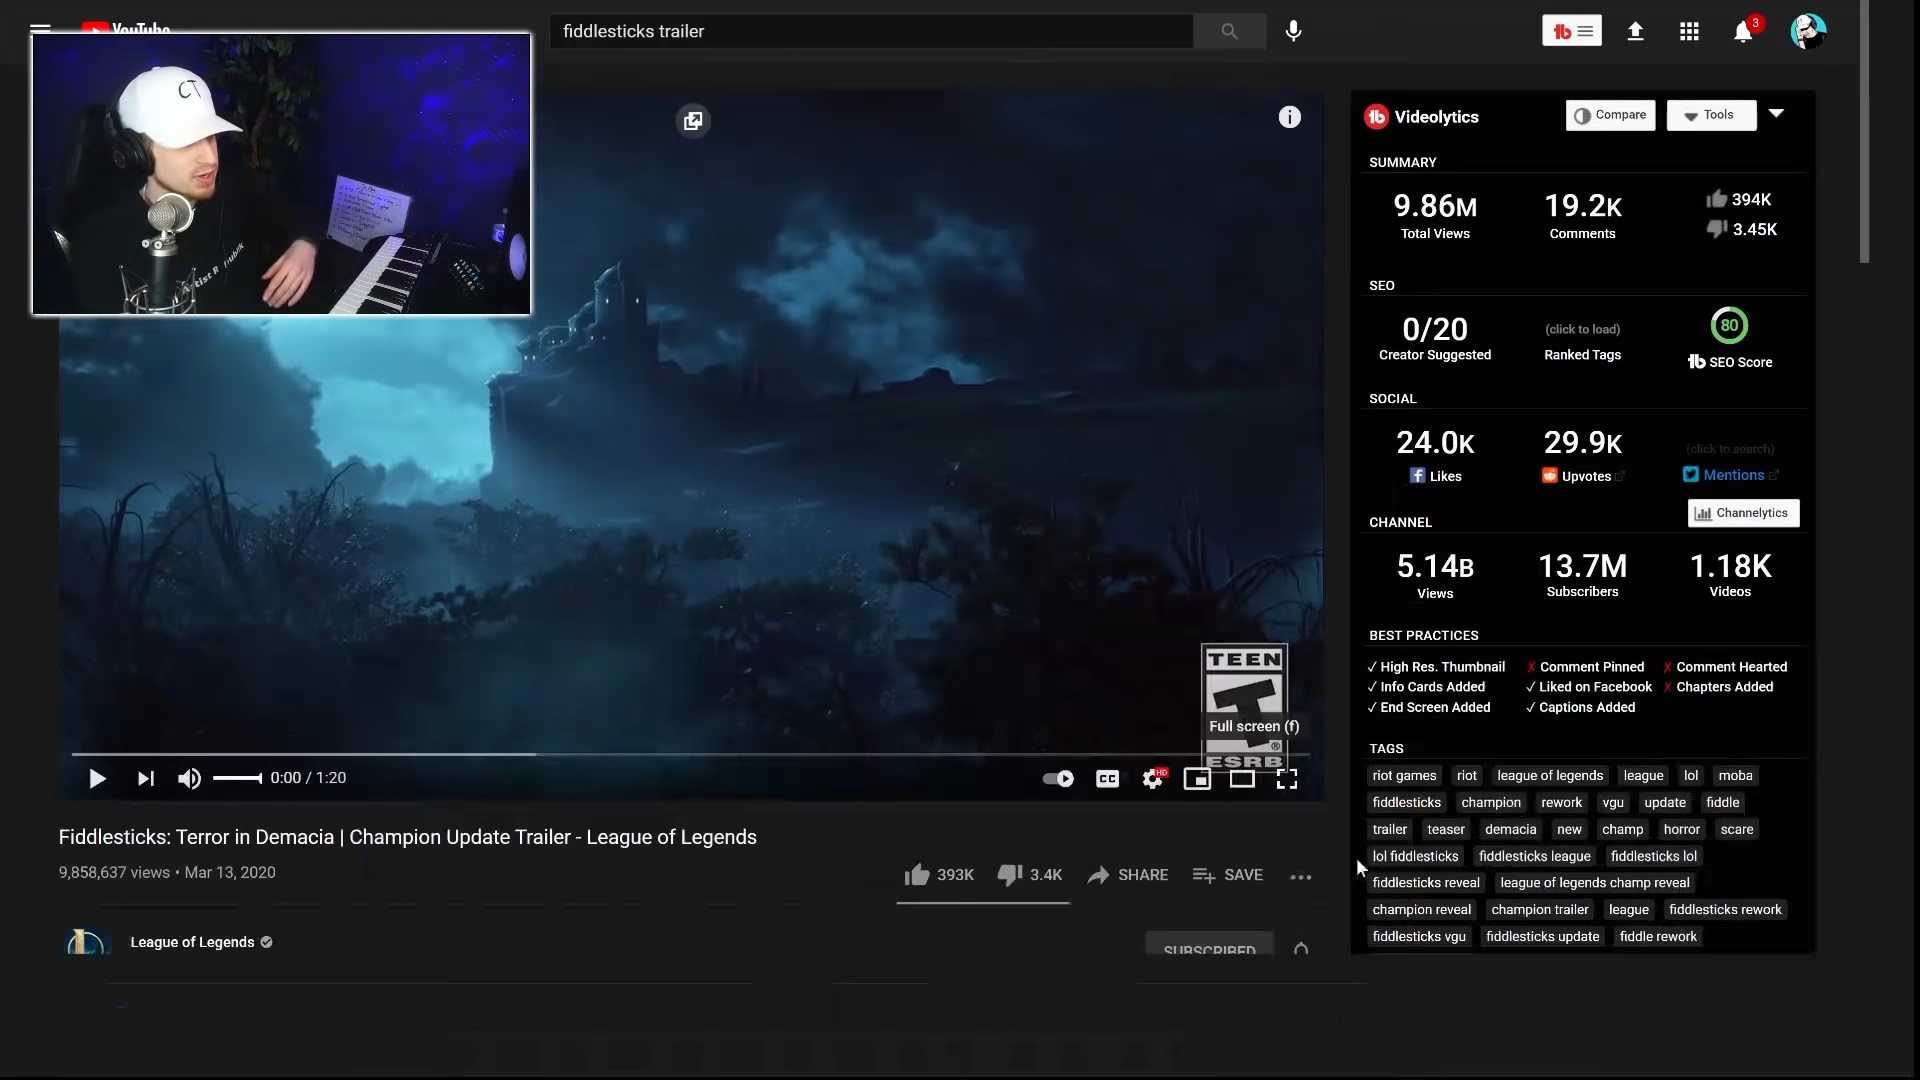 YouTube
fiddlesticks trailer
3
CT
Videolytics
Compare
Tools
SUMMARY
9.86M
Total Views
19.2K
Comments
394K
3.45K
SEO
0/20
Creator Suggested
(click to load)
Ranked Tags
80
SEO Score
SOCIAL
24.0K
Likes
29.9K
Upvotes
(click to search)
Mentions
CHANNEL
Channelytics
5.14B
Views
13.7M
Subscribers
1.18K
Videos
BEST PRACTICES
✓ High Res. Thumbnail ✗ Comment Pinned ✗ Comment Hearted
✓ Info Cards Added ✓ Liked on Facebook ✗ Chapters Added
✓ End Screen Added ✓ Captions Added
TAGS
riot games riot league of legends league lol moba
fiddlesticks champion rework vgu update fiddle
trailer teaser demacia new champ horror scare
lol fiddlesticks fiddlesticks league fiddlesticks lol
fiddlesticks reveal league of legends champ reveal
champion reveal champion trailer league fiddlesticks rework
fiddlesticks vgu fiddlesticks update fiddle rework
TEEN
T
Full screen (f)
ESRB
0:00 / 1:20
CC
HD
Fiddlesticks: Terror in Demacia | Champion Update Trailer - League of Legends
9,858,637 views • Mar 13, 2020
393K 3.4K SHARE SAVE
League of Legends
SUBSCRIBED